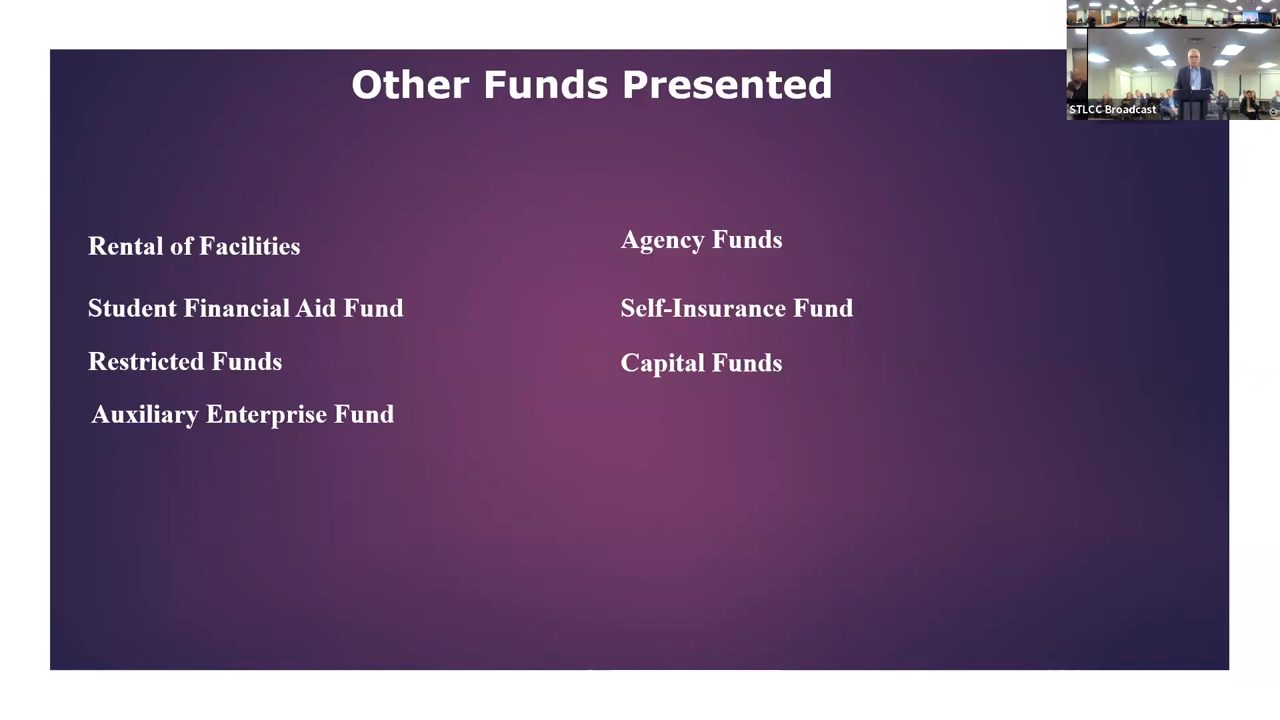 Other Funds Presented
STLCC Broadcast
Rental of Facilities
Student Financial Aid Fund
Restricted Funds
Auxiliary Enterprise Fund
Agency Funds
Self-Insurance Fund
Capital Funds